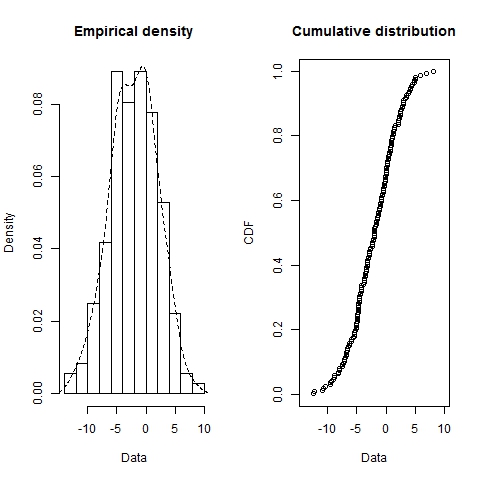 Empirical density
Cumulative distribution
Density
0.00
0.02
0.04
0.06
0.08
-10 -5 0 5 10
Data
CDF
0.0
0.2
0.4
0.6
0.8
1.0
-10 -5 0 5 10
Data